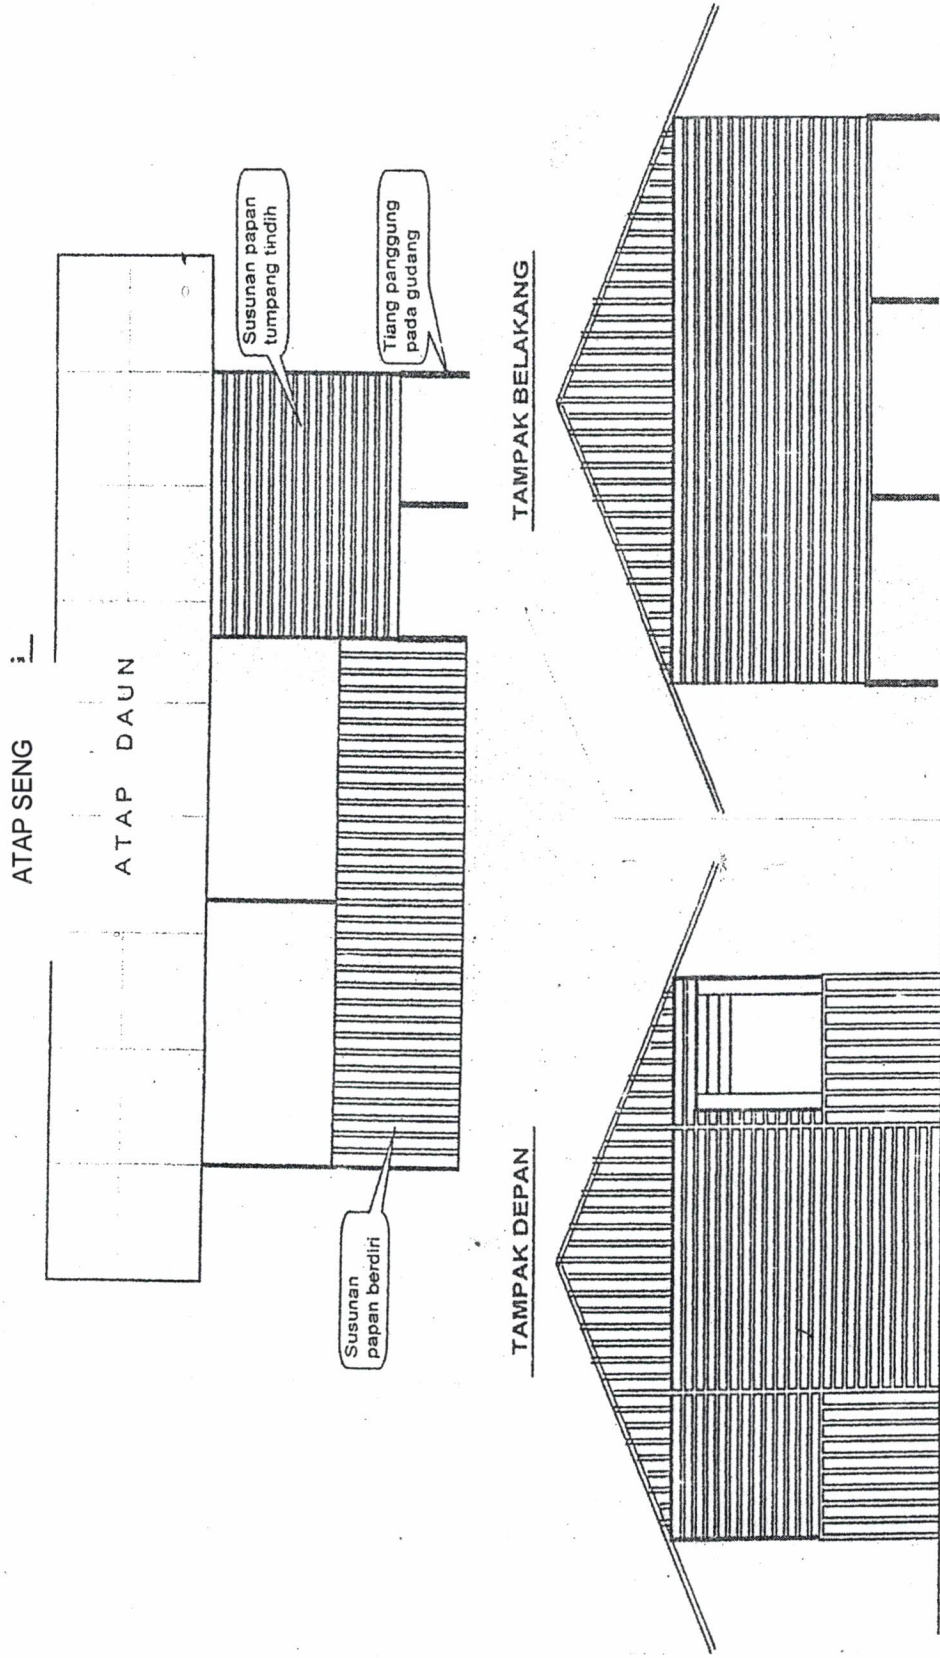 ATAP SENG
ATAP DAUN
Susunan papan
tumpang tindih
Tiang panggung
pada gudang
Susunan
papan berdiri
TAMPAK DEPAN
TAMPAK BELAKANG